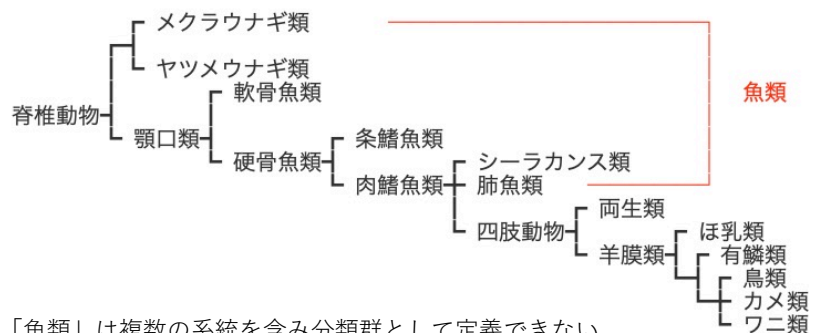 メクラウナギ類
ヤツメウナギ類
軟骨魚類
魚類
脊椎動物
顎口類
条鰭魚類
硬骨魚類
シーラカンス類
肉鰭魚類
肺魚類
両生類
四肢動物
ほ乳類
羊膜類
有鱗類
鳥類
カメ類
ワニ類
「魚類」は複数の系統を含み分類群として定義できない